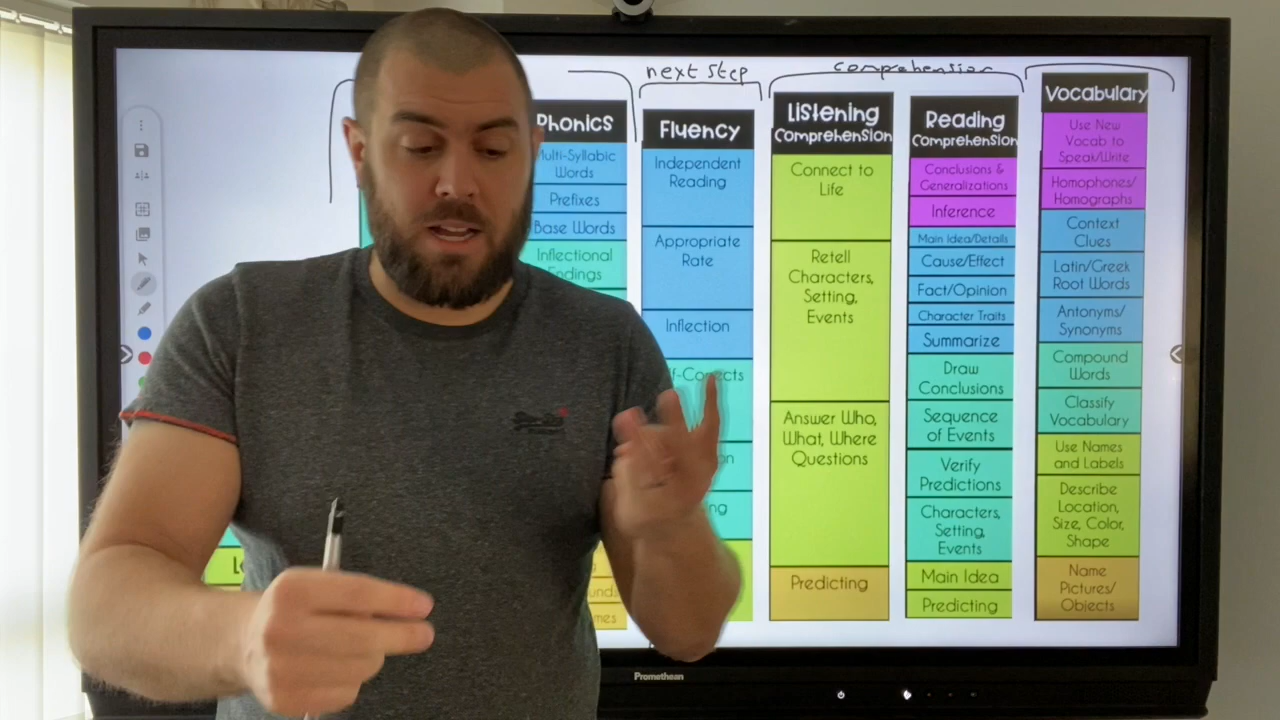 next step
comprehension
Phonics
Multi-Syllabic
Words
Prefixes
Base Words
Inflectional
Endings
Fluency
Independent
Reading
Appropriate
Rate
Inflection
Self-Corrects
Listening
Comprehension
Connect to
Life
Retell
Characters,
Setting,
Events
Answer Who,
What, Where
Questions
Predicting
Reading
Comprehension
Conclusions &
Generalizations
Inference
Main Idea/Details
Cause/Effect
Fact/Opinion
Character Traits
Summarize
Draw
Conclusions
Sequence
of Events
Verify
Predictions
Characters,
Setting,
Events
Main Idea
Predicting
Vocabulary
Use New
Vocab to
Speak/Write
Homophones/
Homographs
Context
Clues
Latin/Greek
Root Words
Antonyms/
Synonyms
Compound
Words
Classify
Vocabulary
Use Names
and Labels
Describe
Location,
Size, Color,
Shape
Name
Pictures/
Objects
Promethean